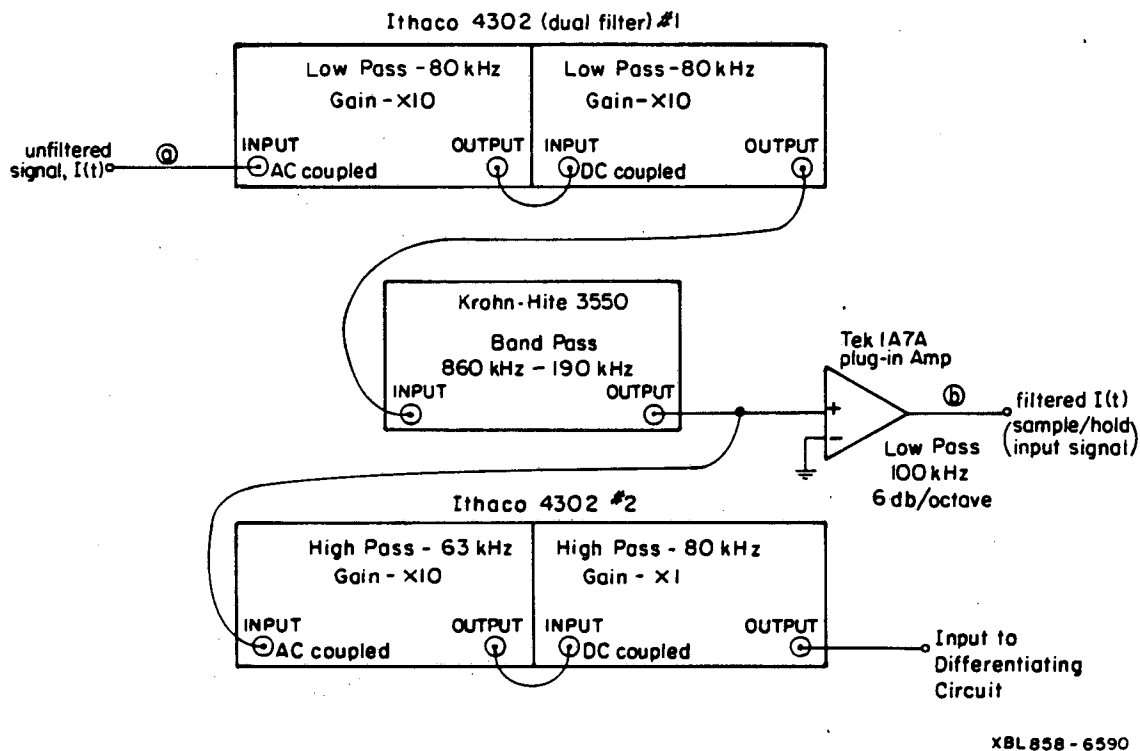 Ithaco 4302 (dual filter) #1
Low Pass - 80 kHz
Gain - ×10
Low Pass - 80 kHz
Gain - ×10
unfiltered
signal, I(t)
ⓐ
INPUT
AC coupled
OUTPUT
INPUT
DC coupled
OUTPUT
Krohn-Hite 3550
Band Pass
860 kHz - 190 kHz
INPUT
OUTPUT
Tek 1A7A
plug-in Amp
+
-
ⓑ
Low Pass
100 kHz
6 db/octave
filtered I(t)
(sample/hold
input signal)
Ithaco 4302 #2
High Pass - 63 kHz
Gain - ×10
High Pass - 80 kHz
Gain - ×1
INPUT
AC coupled
OUTPUT
INPUT
DC coupled
OUTPUT
Input to
Differentiating
Circuit
XBL 858-6590